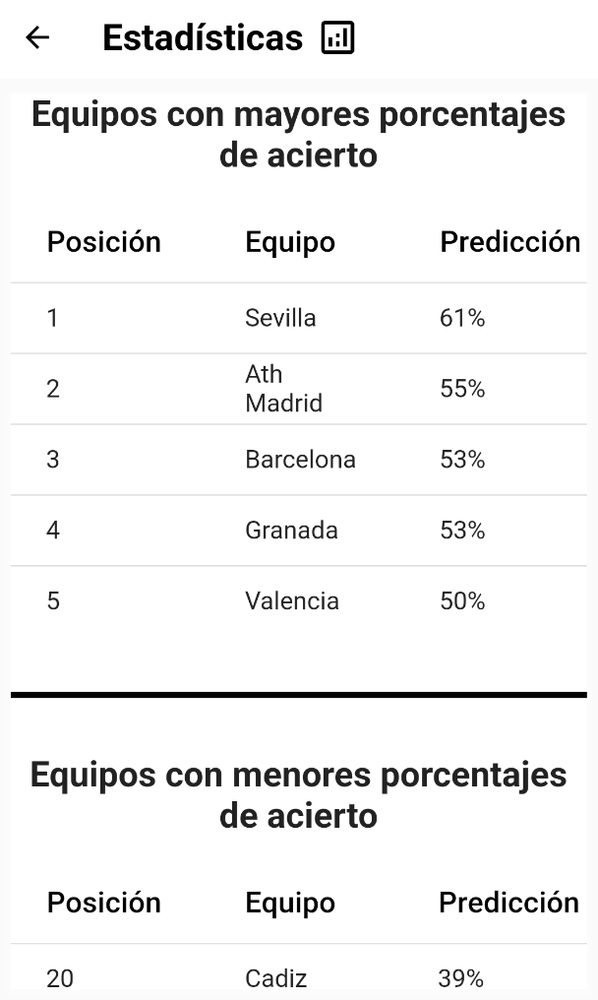 Estadísticas
Equipos con mayores porcentajes
de acierto
Posición Equipo Predicción
1 Sevilla 61%
2 Ath
Madrid 55%
3 Barcelona 53%
4 Granada 53%
5 Valencia 50%
Equipos con menores porcentajes
de acierto
Posición Equipo Predicción
20 Cadiz 39%